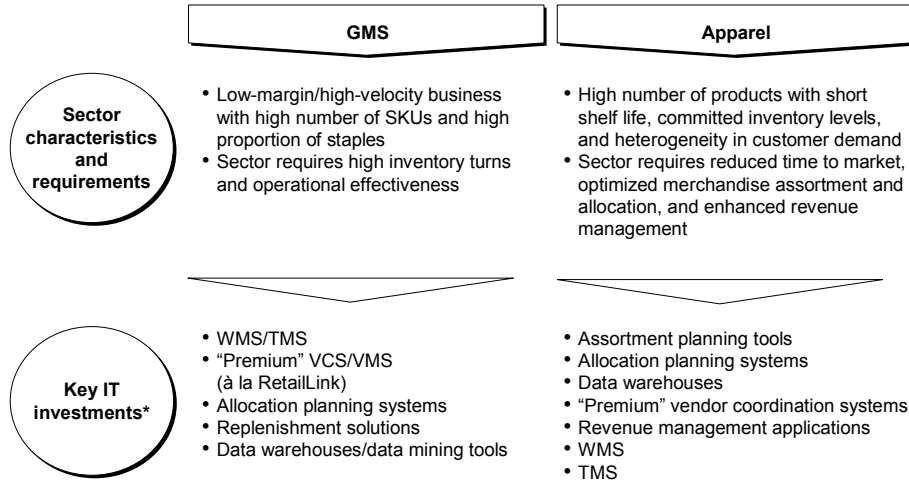 GMS
Apparel
Sector
characteristics
and
requirements
• Low-margin/high-velocity business
with high number of SKUs and high
proportion of staples
• Sector requires high inventory turns
and operational effectiveness
• High number of products with short
shelf life, committed inventory levels,
and heterogeneity in customer demand
• Sector requires reduced time to market,
optimized merchandise assortment and
allocation, and enhanced revenue
management
Key IT
investments*
• WMS/TMS
• “Premium” VCS/VMS
(à la RetailLink)
• Allocation planning systems
• Replenishment solutions
• Data warehouses/data mining tools
• Assortment planning tools
• Allocation planning systems
• Data warehouses
• “Premium” vendor coordination systems
• Revenue management applications
• WMS
• TMS